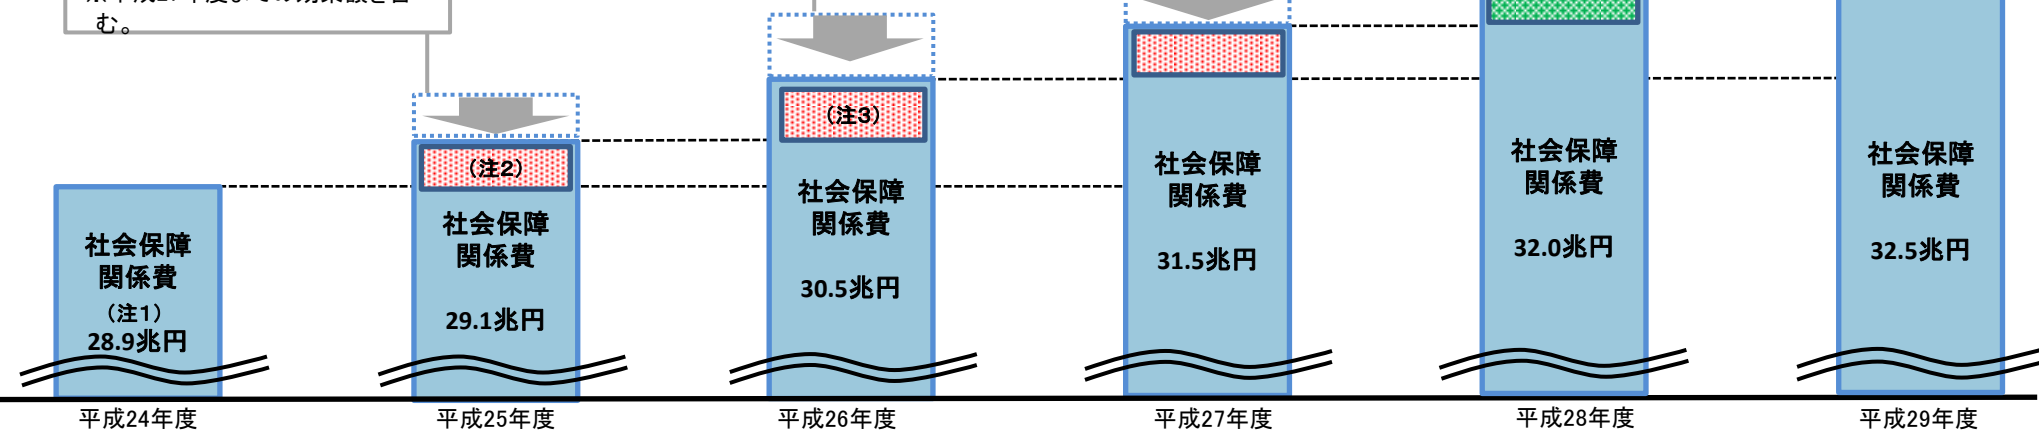 む。
(注2)
(注3)
社会保障
関係費
(注1)
28.9兆円
社会保障
関係費
29.1兆円
社会保障
関係費
30.5兆円
社会保障
関係費
31.5兆円
社会保障
関係費
32.0兆円
社会保障
関係費
32.5兆円
平成24年度
平成25年度
平成26年度
平成27年度
平成28年度
平成29年度